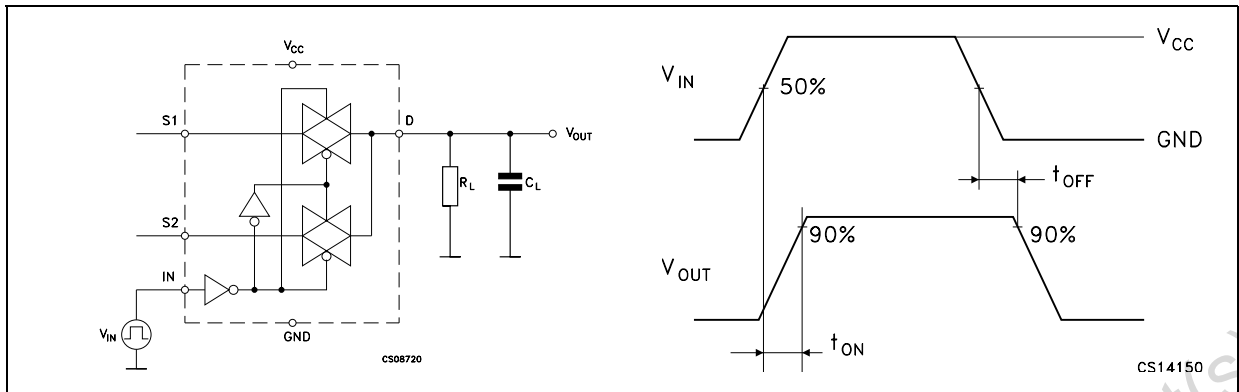 VCC
S1
D
VOUT
RL
CL
S2
IN
VIN
GND
CS08720
VIN
50%
VCC
GND
tOFF
90%
90%
VOUT
tON
CS14150